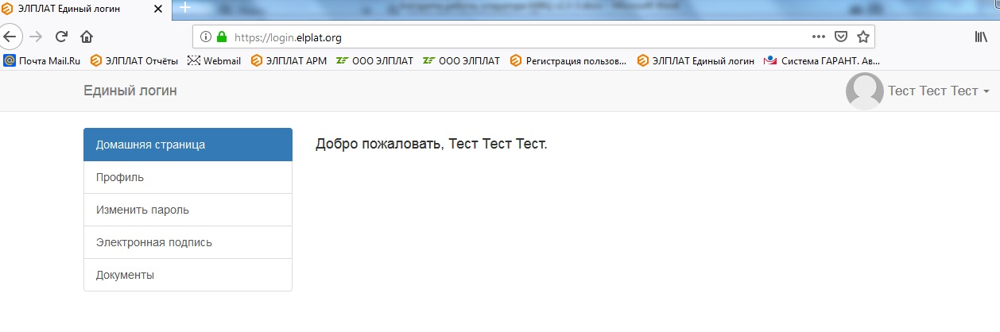 ЭЛПЛАТ Единый логин
https://login.elplat.org
Почта Mail.Ru ЭЛПЛАТ Отчёты Webmail ЭЛПЛАТ АРМ ООО ЭЛПЛАТ ООО ЭЛПЛАТ Регистрация пользов... ЭЛПЛАТ Единый логин Система ГАРАНТ. Ав...
Единый логин
Тест Тест Тест
Домашняя страница
Добро пожаловать, Тест Тест Тест.
Профиль
Изменить пароль
Электронная подпись
Документы